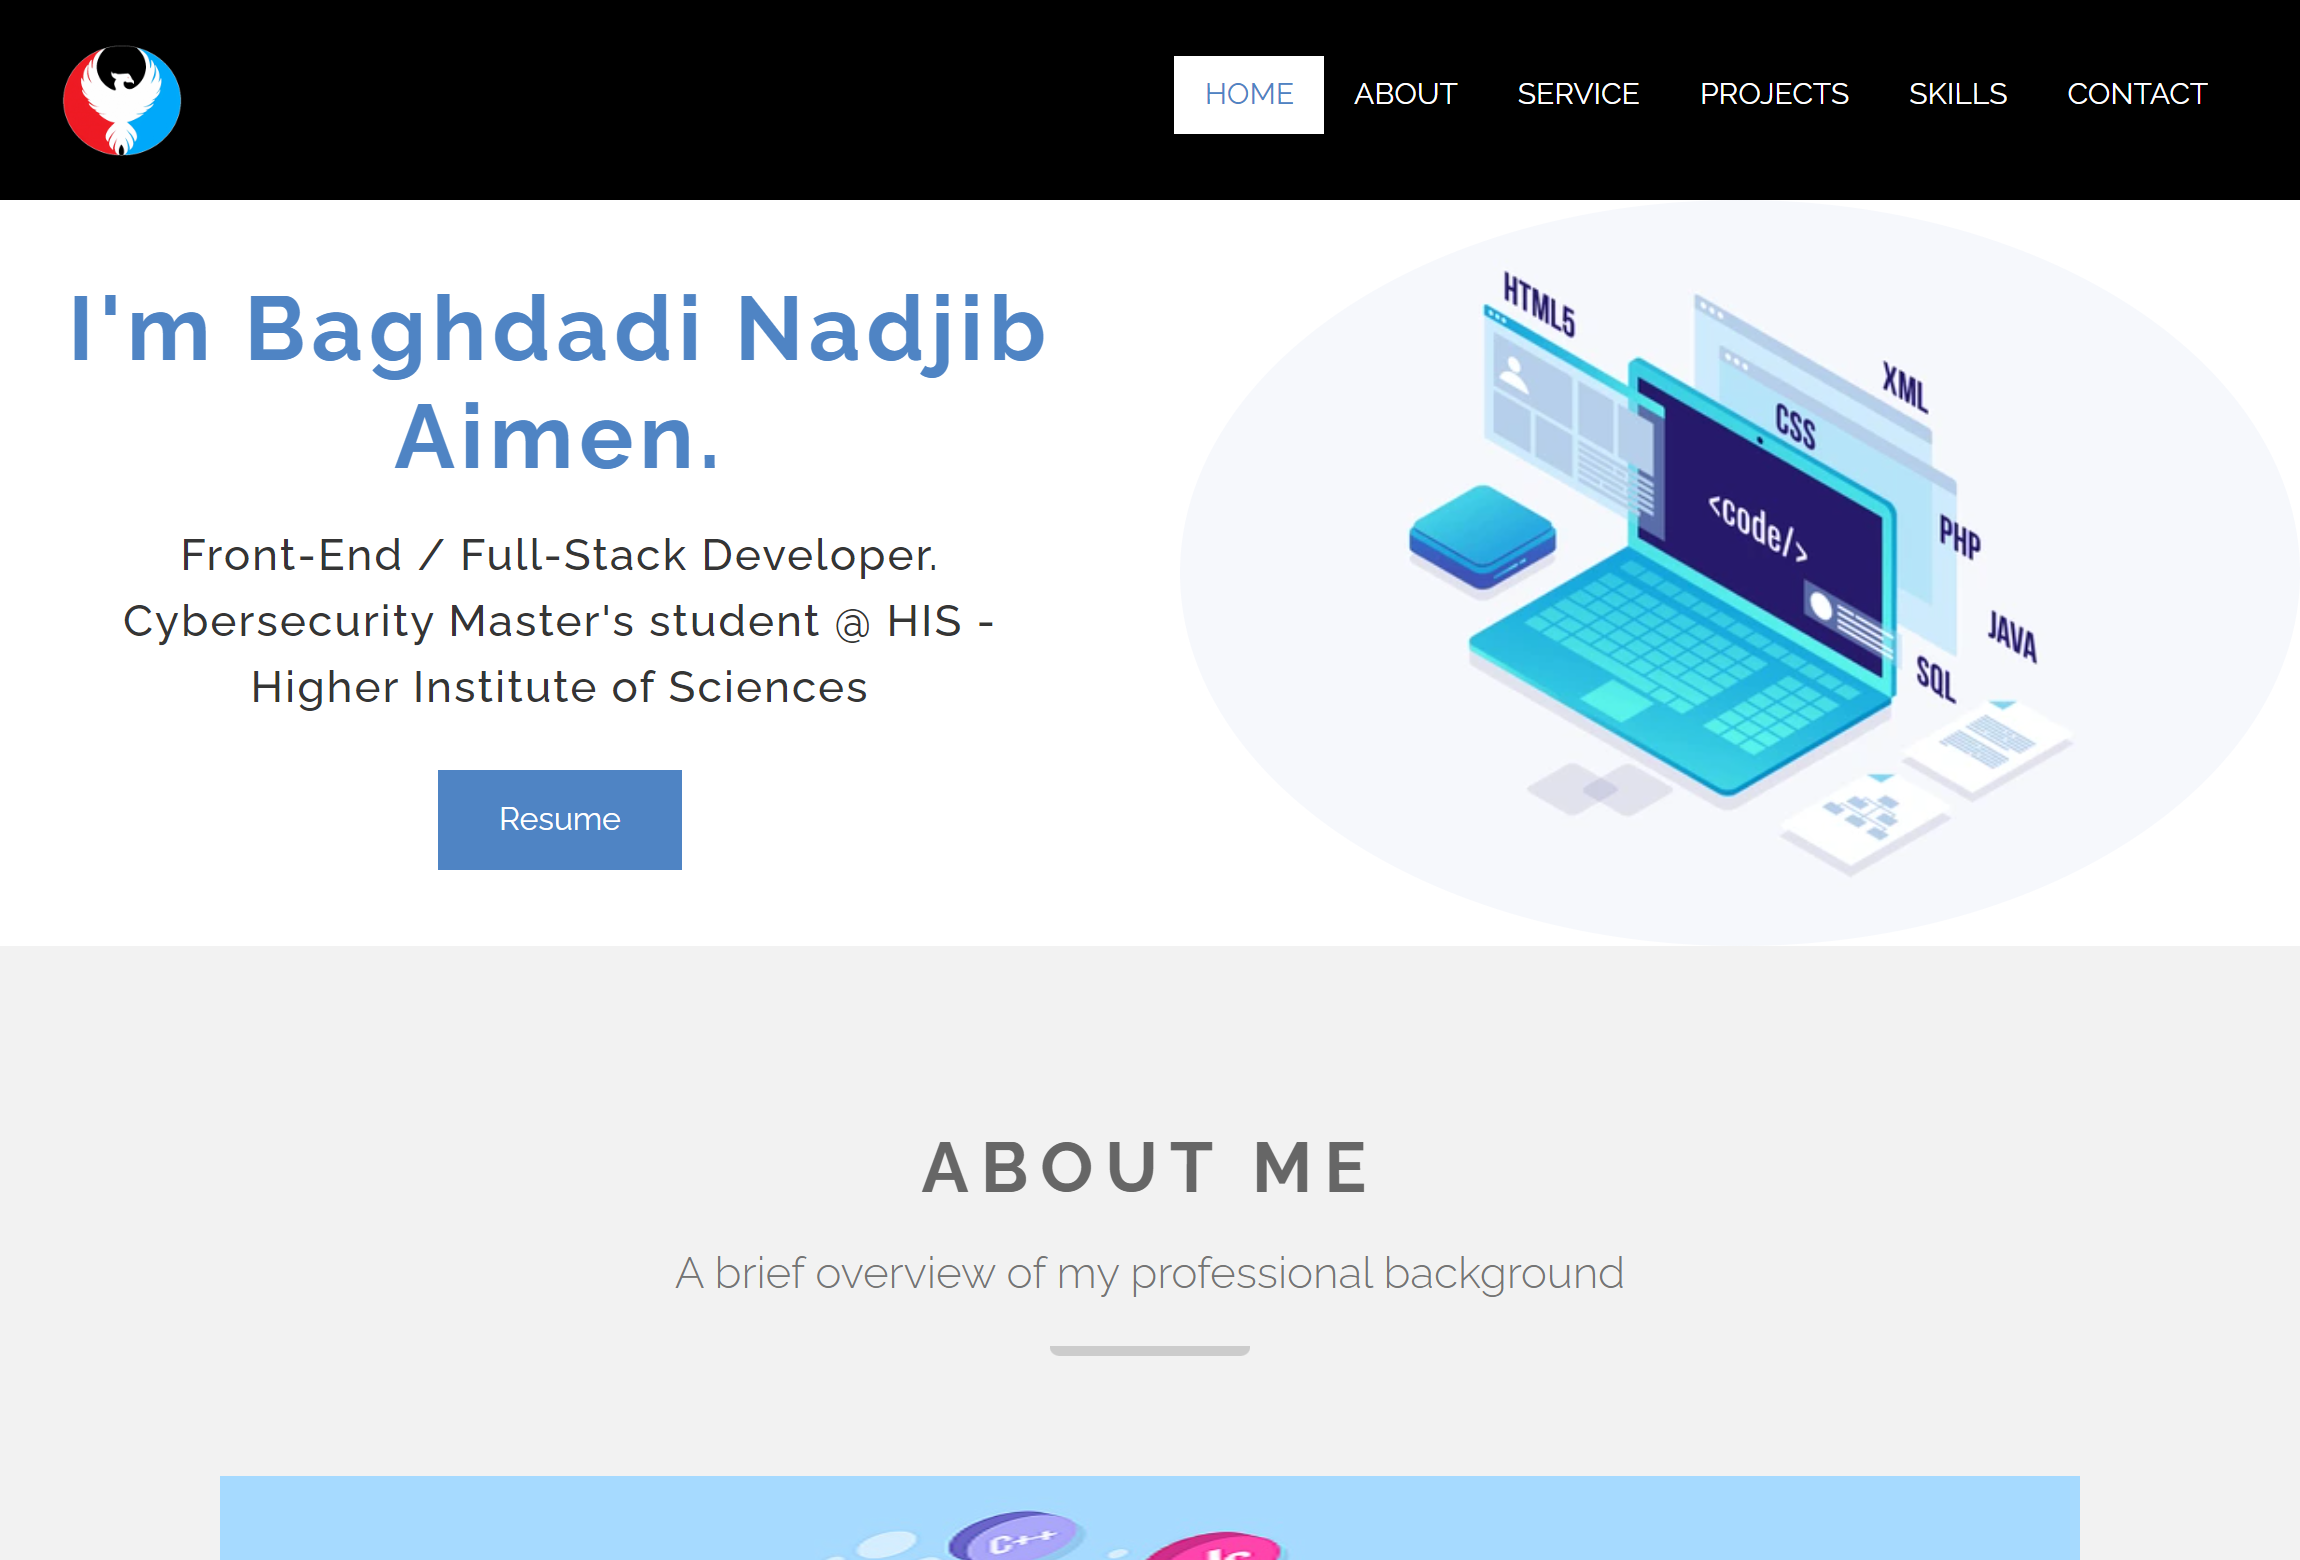 HOME ABOUT SERVICE PROJECTS SKILLS CONTACT
I'm Baghdadi Nadjib
Aimen.
Front-End / Full-Stack Developer.
Cybersecurity Master's student @ HIS -
Higher Institute of Sciences
Resume
HTML5
XML
CSS
<code/>
PHP
JAVA
SQL
ABOUT ME
A brief overview of my professional background
C++